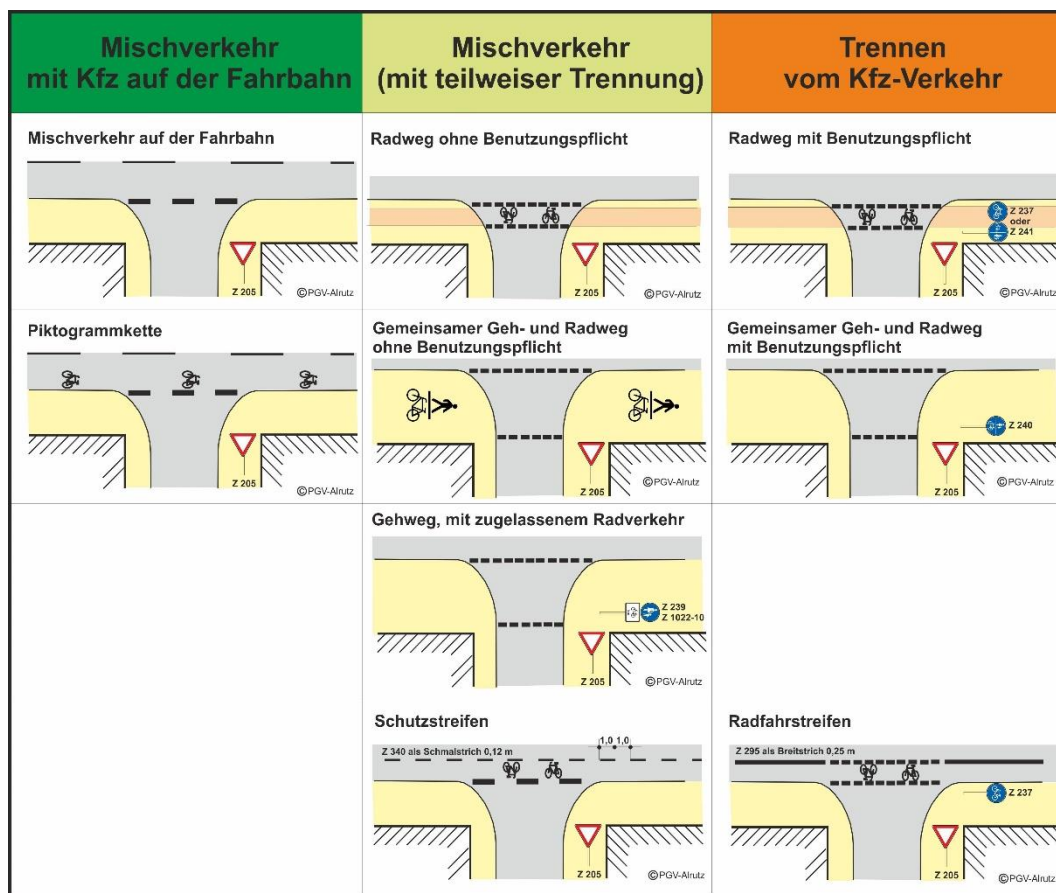 Mischverkehr
mit Kfz auf der Fahrbahn
Mischverkehr
(mit teilweiser Trennung)
Trennen
vom Kfz-Verkehr
Mischverkehr auf der Fahrbahn
Z 205
©PGV-Alrutz
Radweg ohne Benutzungspflicht
Z 205
©PGV-Alrutz
Radweg mit Benutzungspflicht
Z 237
oder
Z 241
Z 205
©PGV-Alrutz
Piktogrammkette
Z 205
©PGV-Alrutz
Gemeinsamer Geh- und Radweg
ohne Benutzungspflicht
Z 205
©PGV-Alrutz
Gemeinsamer Geh- und Radweg
mit Benutzungspflicht
Z 240
Z 205
©PGV-Alrutz
Gehweg, mit zugelassenem Radverkehr
Z 239
Z 1022-10
Z 205
©PGV-Alrutz
Schutzstreifen
Z 340 als Schmalstrich 0,12 m
1,0 1,0
Z 205
©PGV-Alrutz
Radfahrstreifen
Z 295 als Breitstrich 0,25 m
Z 237
Z 205
©PGV-Alrutz